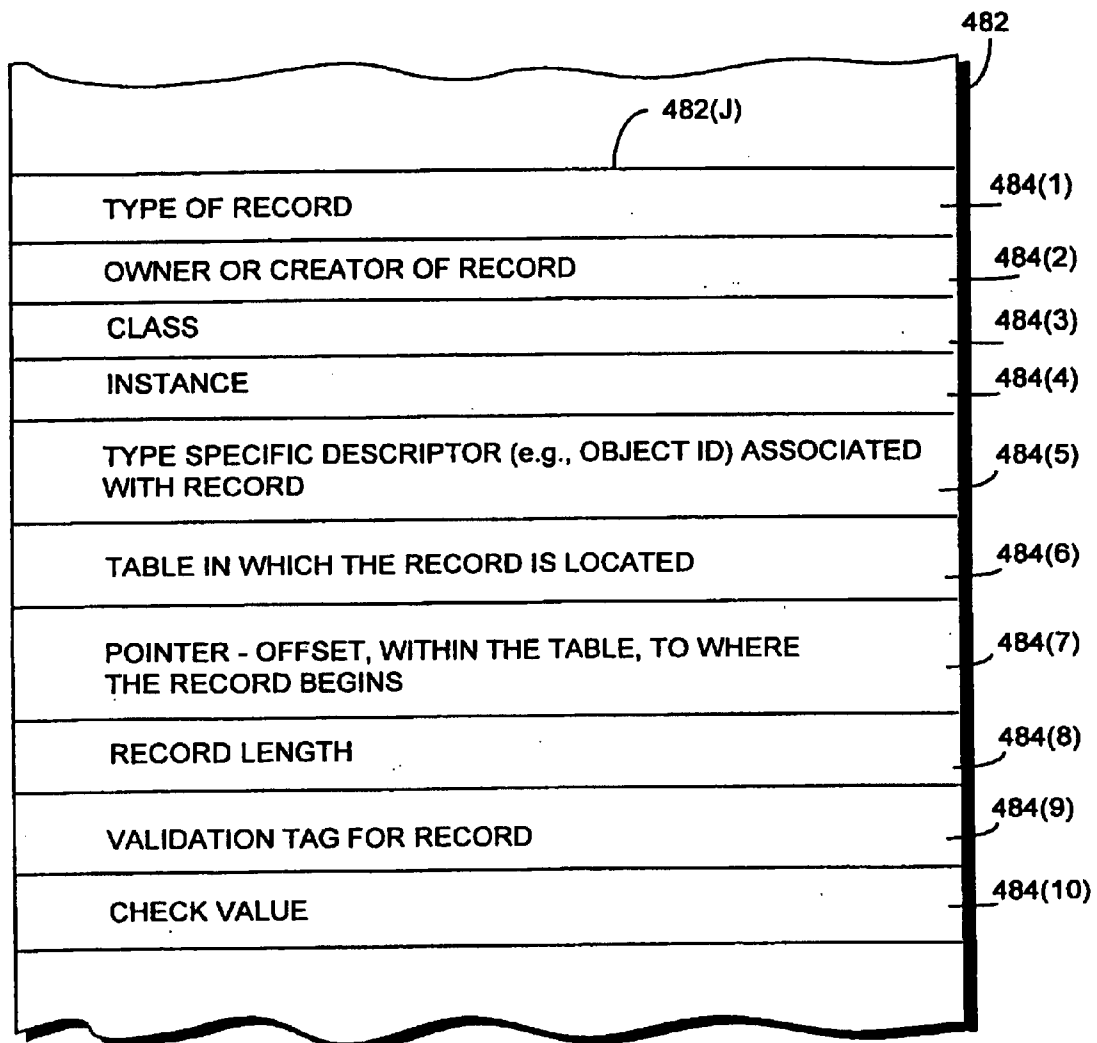 482
482(J)
TYPE OF RECORD
484(1)
OWNER OR CREATOR OF RECORD
484(2)
CLASS
484(3)
INSTANCE
484(4)
TYPE SPECIFIC DESCRIPTOR (e.g., OBJECT ID) ASSOCIATED
WITH RECORD
484(5)
TABLE IN WHICH THE RECORD IS LOCATED
484(6)
POINTER - OFFSET, WITHIN THE TABLE, TO WHERE
THE RECORD BEGINS
484(7)
RECORD LENGTH
484(8)
VALIDATION TAG FOR RECORD
484(9)
CHECK VALUE
484(10)